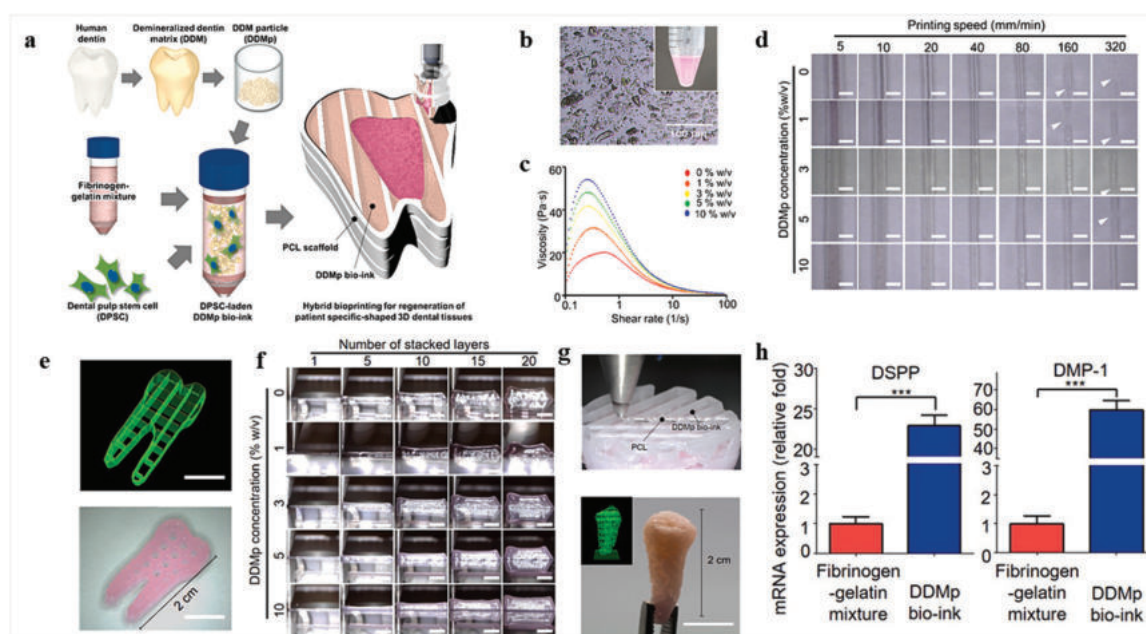 a
Human
dentin
Demineralized dentin
matrix (DDM)
DDM particle
(DDMp)
Fibrinogen-
gelatin mixture
Dental pulp stem cell
(DPSC)
DPSC-laden
DDMp bio-ink
PCL scaffold
DDMp bio-ink
Hybrid bioprinting for regeneration of
patient specific-shaped 3D dental tissues
b
100 µm
c
Viscosity (Pa·s)
60
40
20
0
0.1
1
10
100
Shear rate (1/s)
0 % w/v
1 % w/v
3 % w/v
5 % w/v
10 % w/v
d
Printing speed (mm/min)
5 10 20 40 80 160 320
DDMp concentration (%w/v)
0
1
3
5
10
e
2 cm
f
Number of stacked layers
1 5 10 15 20
DDMp concentration (% w/v)
0
1
3
5
10
g
PCL
DDMp bio-ink
2 cm
h
mRNA expression (relative fold)
DSPP
***
29
26
23
20
3
2
1
0
Fibrinogen
-gelatin
mixture
DDMp
bio-ink
DMP-1
***
70
60
50
40
3
2
1
0
Fibrinogen
-gelatin
mixture
DDMp
bio-ink